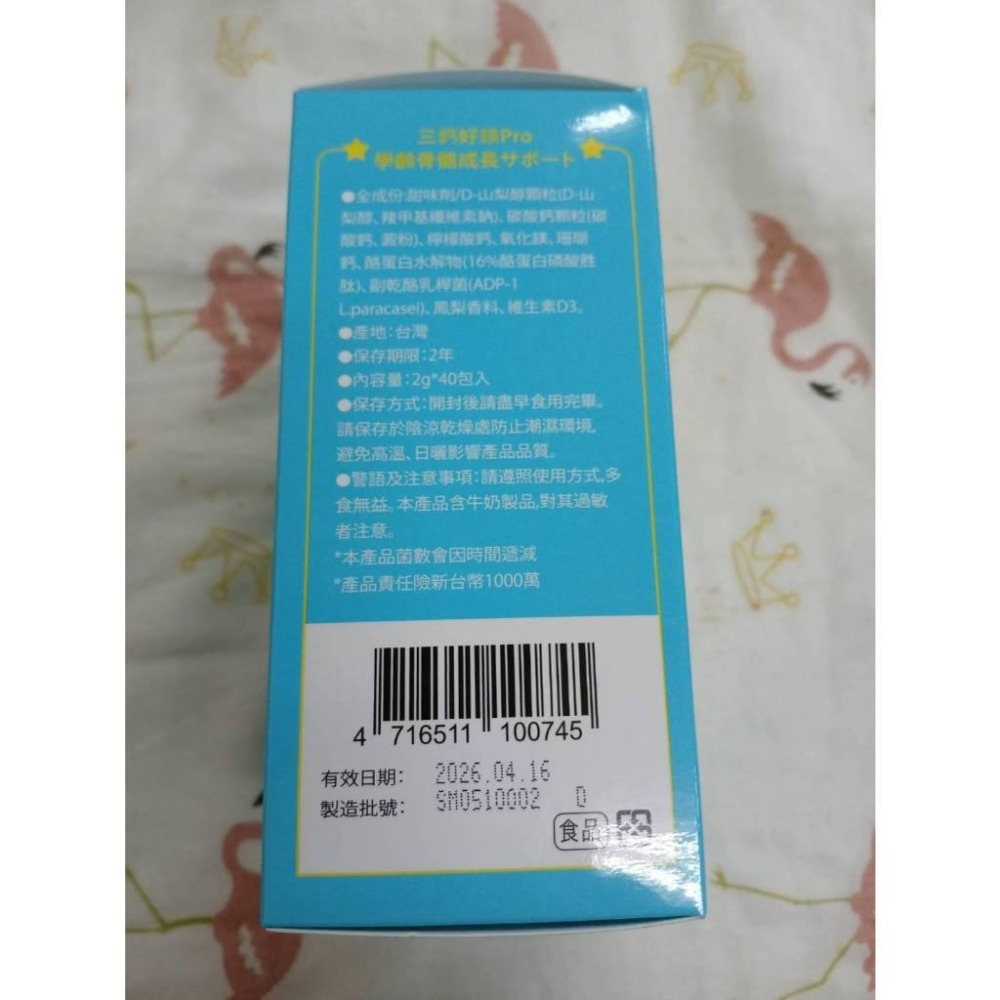 三鈣好鎂Pro
學齡骨骼成長サポート
●全成份:甜味劑/D-山梨醇顆粒(D-山
梨醇、羧甲基纖維素鈉)、碳酸鈣顆粒(碳
酸鈣、澱粉)、檸檬酸鈣、氧化鎂、珊瑚
鈣、酪蛋白水解物(16%酪蛋白磷酸胜
肽)、副乾酪乳桿菌(ADP-1
L.paracasei)、鳳梨香料、維生素D3。
●產地:台灣
●保存期限:2年
●內容量:2g*40包入
●保存方式:開封後請盡早食用完畢。
請保存於陰涼乾燥處防止潮濕環境,
避免高溫、日曬影響產品品質。
●警語及注意事項:請遵照使用方式,多
食無益。本產品含牛奶製品,對其過敏
者注意。
*本產品菌數會因時間遞減
*產品責任險新台幣1000萬
4 716511 100745
有效日期: 2026.04.16
製造批號: SM0510002 0
食品